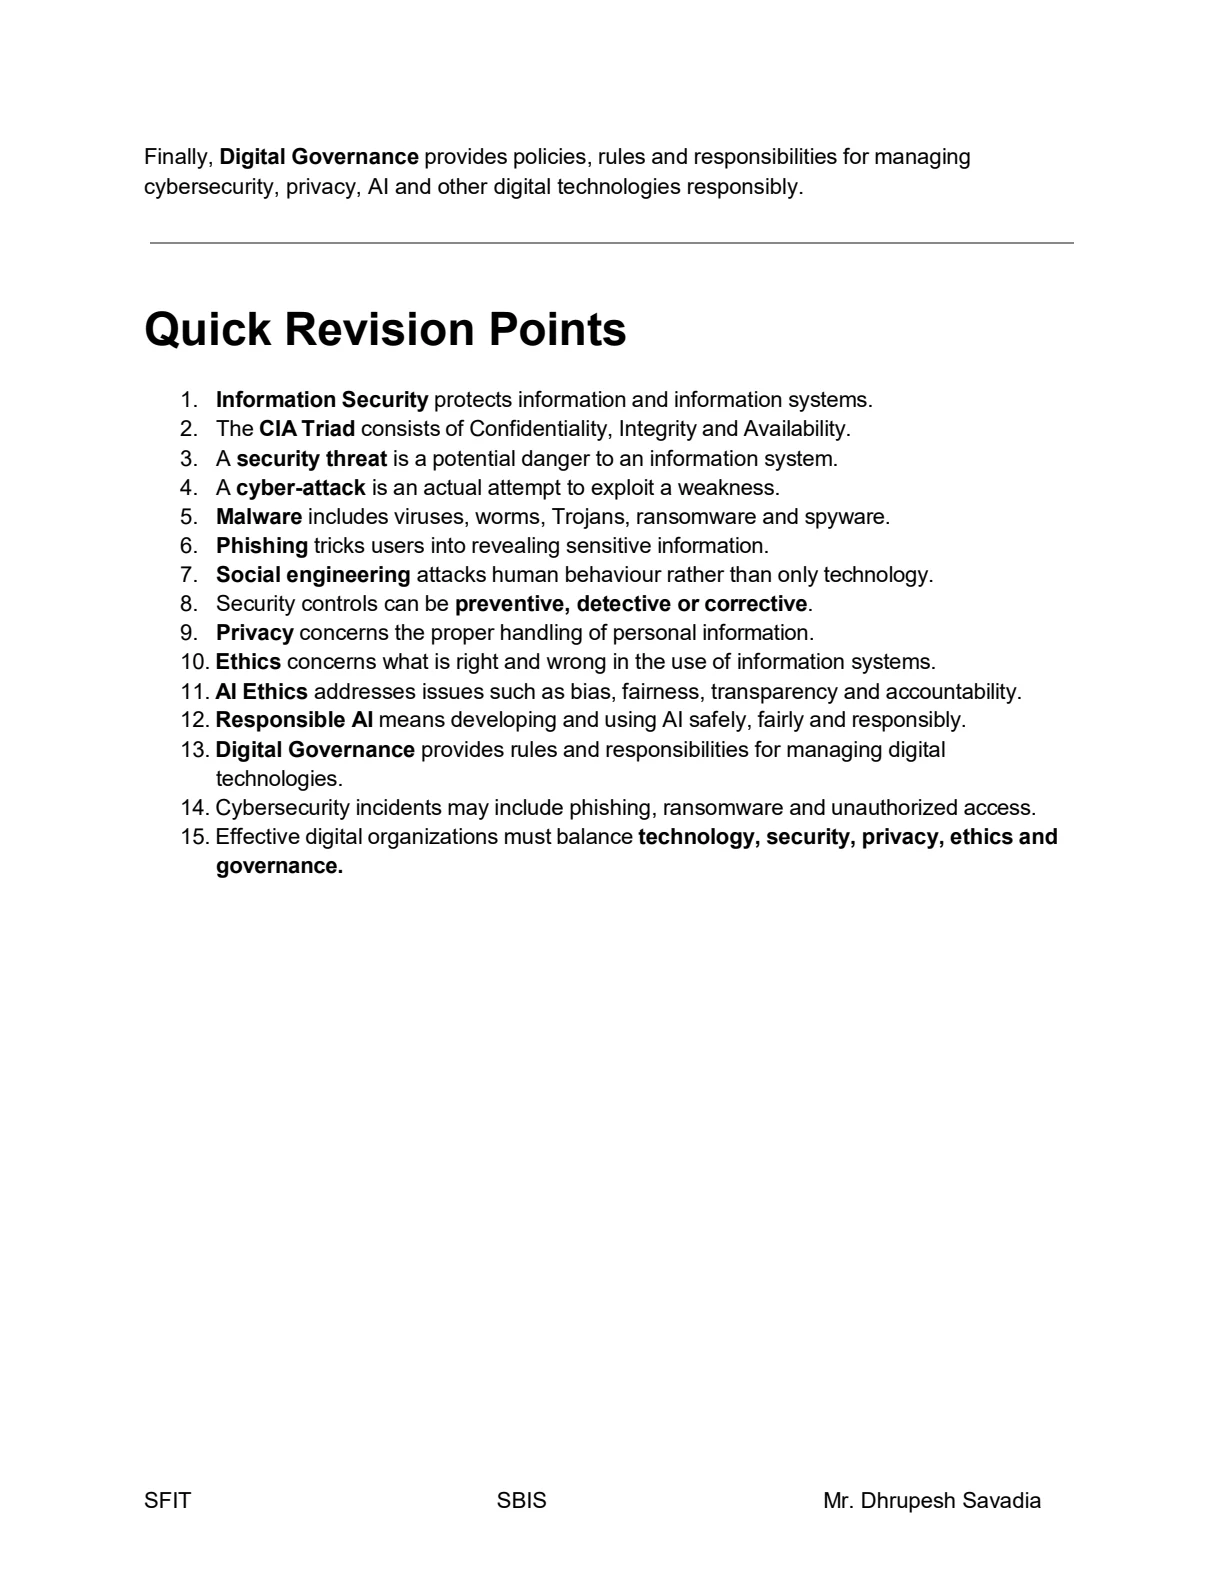 Finally, Digital Governance provides policies, rules and responsibilities for managing
cybersecurity, privacy, AI and other digital technologies responsibly.
Quick Revision Points
1. Information Security protects information and information systems.
2. The CIA Triad consists of Confidentiality, Integrity and Availability.
3. A security threat is a potential danger to an information system.
4. A cyber-attack is an actual attempt to exploit a weakness.
5. Malware includes viruses, worms, Trojans, ransomware and spyware.
6. Phishing tricks users into revealing sensitive information.
7. Social engineering attacks human behaviour rather than only technology.
8. Security controls can be preventive, detective or corrective.
9. Privacy concerns the proper handling of personal information.
10. Ethics concerns what is right and wrong in the use of information systems.
11. AI Ethics addresses issues such as bias, fairness, transparency and accountability.
12. Responsible AI means developing and using AI safely, fairly and responsibly.
13. Digital Governance provides rules and responsibilities for managing digital
technologies.
14. Cybersecurity incidents may include phishing, ransomware and unauthorized access.
15. Effective digital organizations must balance technology, security, privacy, ethics and
governance.
SFIT SBIS Mr. Dhrupesh Savadia